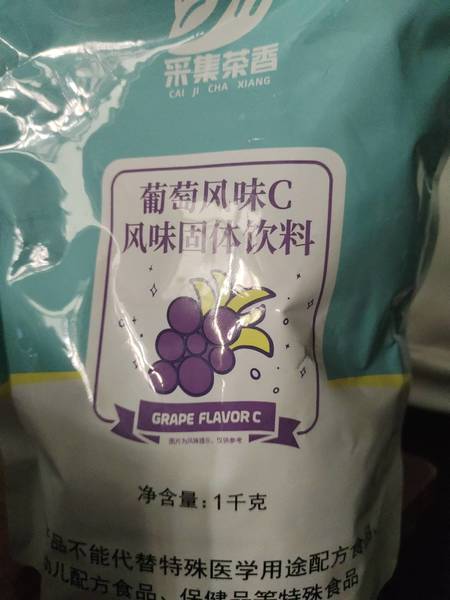 采集茶香
CAI JI CHA XIANG
葡萄风味C
风味固体饮料
GRAPE FLAVOR C
图片为风味提示，仅供参考
净含量：1千克
品不能代替特殊医学用途配方食
儿配方食品、保健品等特殊食品